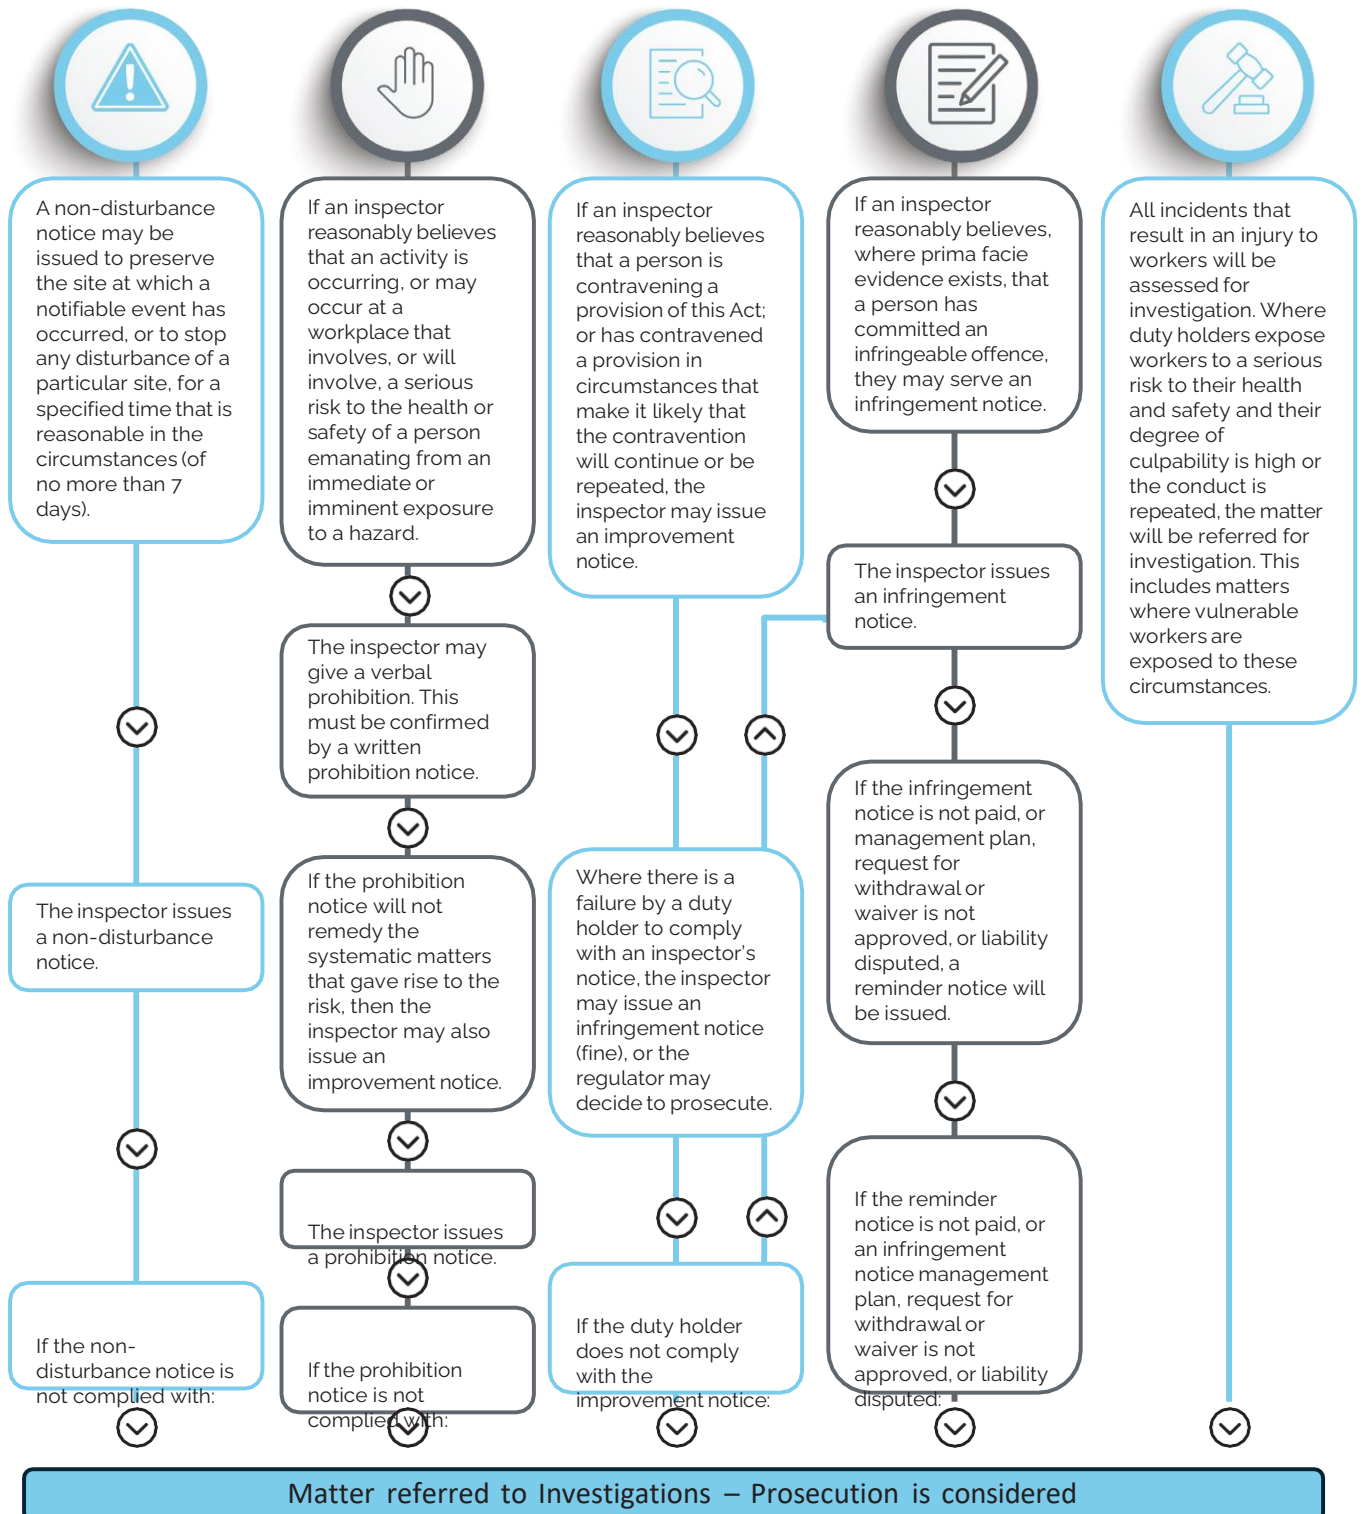 A non-disturbance
notice may be
issued to preserve
the site at which a
notifiable event has
occurred, or to stop
any disturbance of a
particular site, for a
specified time that is
reasonable in the
circumstances (of
no more than 7
days).
The inspector issues
a non-disturbance
notice.
If the non-
disturbance notice is
not complied with:
If an inspector
reasonably believes
that an activity is
occurring, or may
occur at a
workplace that
involves, or will
involve, a serious
risk to the health or
safety of a person
emanating from an
immediate or
imminent exposure
to a hazard.
The inspector may
give a verbal
prohibition. This
must be confirmed
by a written
prohibition notice.
If the prohibition
notice will not
remedy the
systematic matters
that gave rise to the
risk, then the
inspector may also
issue an
improvement notice.
The inspector issues
a prohibition notice.
If the prohibition
notice is not
complied with:
If an inspector
reasonably believes
that a person is
contravening a
provision of this Act;
or has contravened
a provision in
circumstances that
make it likely that
the contravention
will continue or be
repeated, the
inspector may issue
an improvement
notice.
Where there is a
failure by a duty
holder to comply
with an inspector's
notice, the inspector
may issue an
infringement notice
(fine), or the
regulator may
decide to prosecute.
If the duty holder
does not comply
with the
improvement notice:
If an inspector
reasonably believes,
where prima facie
evidence exists, that
a person has
committed an
infringeable offence,
they may serve an
infringement notice.
The inspector issues
an infringement
notice.
If the infringement
notice is not paid, or
management plan,
request for
withdrawal or
waiver is not
approved, or liability
disputed, a
reminder notice will
be issued.
If the reminder
notice is not paid, or
an infringement
notice management
plan, request for
withdrawal or
waiver is not
approved, or liability
disputed:
All incidents that
result in an injury to
workers will be
assessed for
investigation. Where
duty holders expose
workers to a serious
risk to their health
and safety and their
degree of
culpability is high or
the conduct is
repeated, the matter
will be referred for
investigation. This
includes matters
where vulnerable
workers are
exposed to these
circumstances.
Matter referred to Investigations – Prosecution is considered